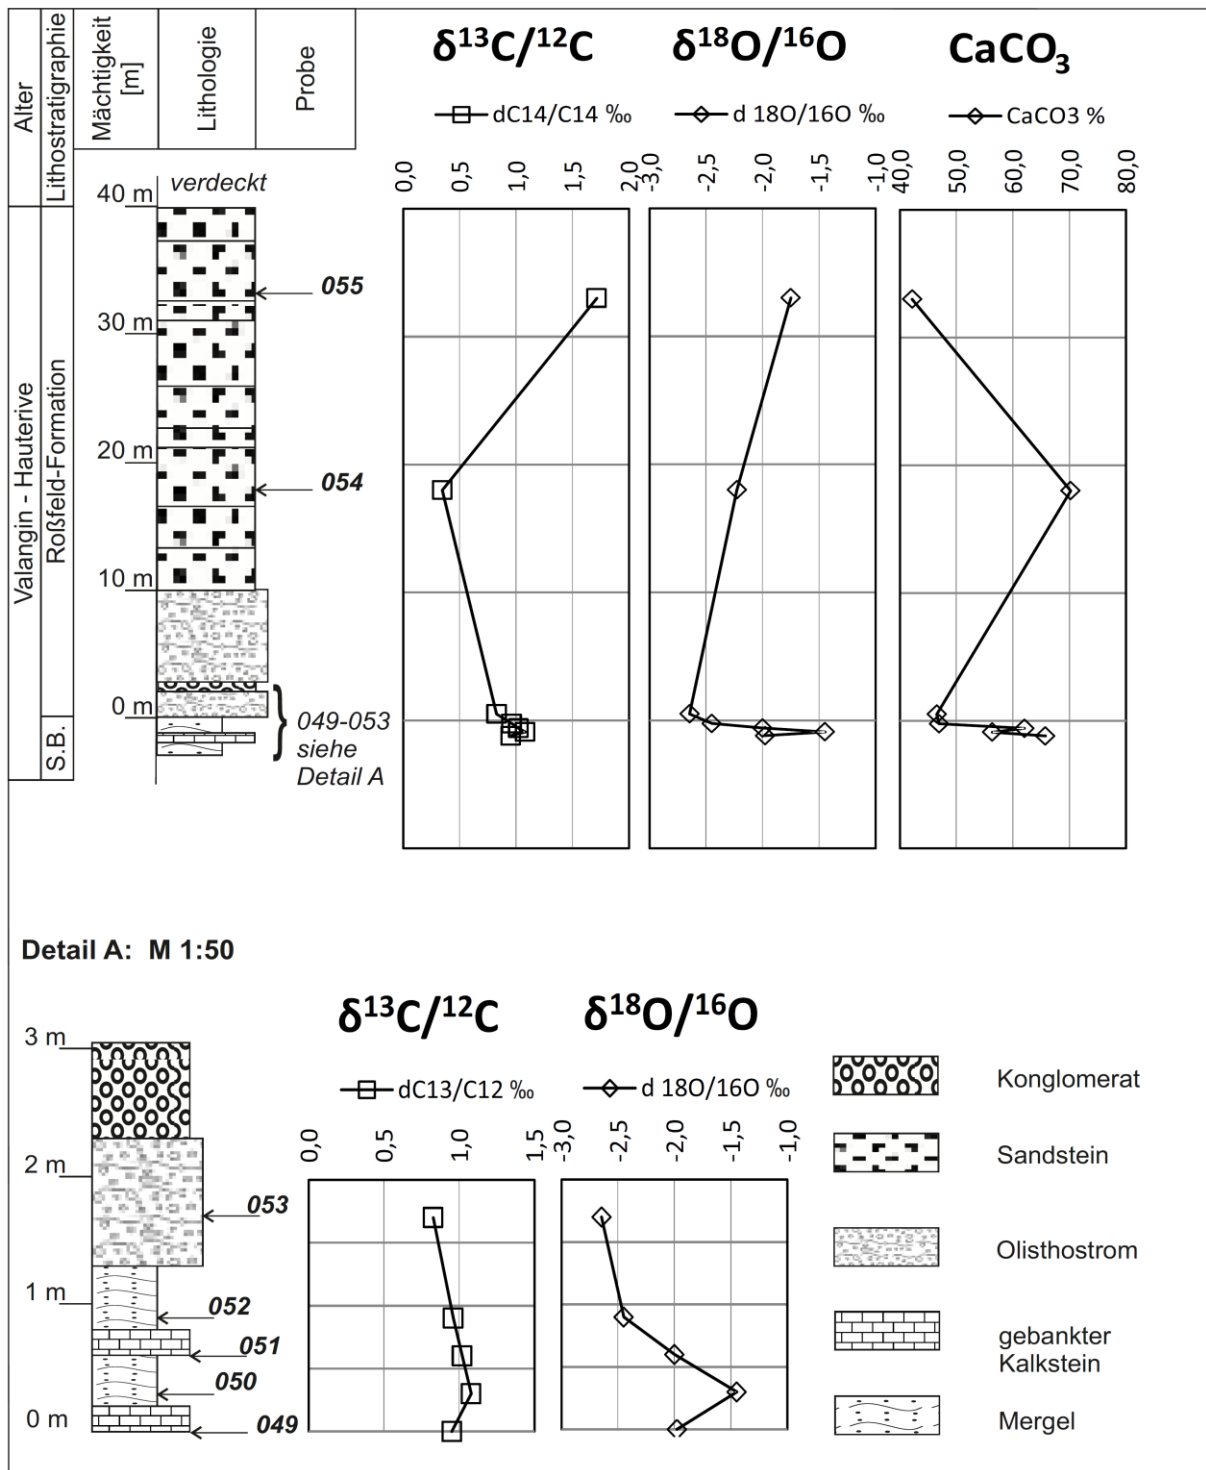 Alter
Lithostratigraphie
Mächtigkeit
[m]
Lithologie
Probe
δ13C/12C
δ18O/16O
CaCO3
dC14/C14 ‰
d 18O/16O ‰
CaCO3 %
0,0
0,5
1,0
1,5
2,0
-3,0
-2,5
-2,0
-1,5
-1,0
40,0
50,0
60,0
70,0
80,0
verdeckt
40 m
055
30 m
20 m
054
10 m
0 m
049-053
siehe
Detail A
Valangin - Hauterive
Roßfeld-Formation
S.B.
Detail A:  M 1:50
δ13C/12C
δ18O/16O
dC13/C12 ‰
d 18O/16O ‰
0,0
0,5
1,0
1,5
-3,0
-2,5
-2,0
-1,5
-1,0
3 m
2 m
053
1 m
052
051
050
0 m
049
Konglomerat
Sandstein
Olisthostrom
gebankter
Kalkstein
Mergel